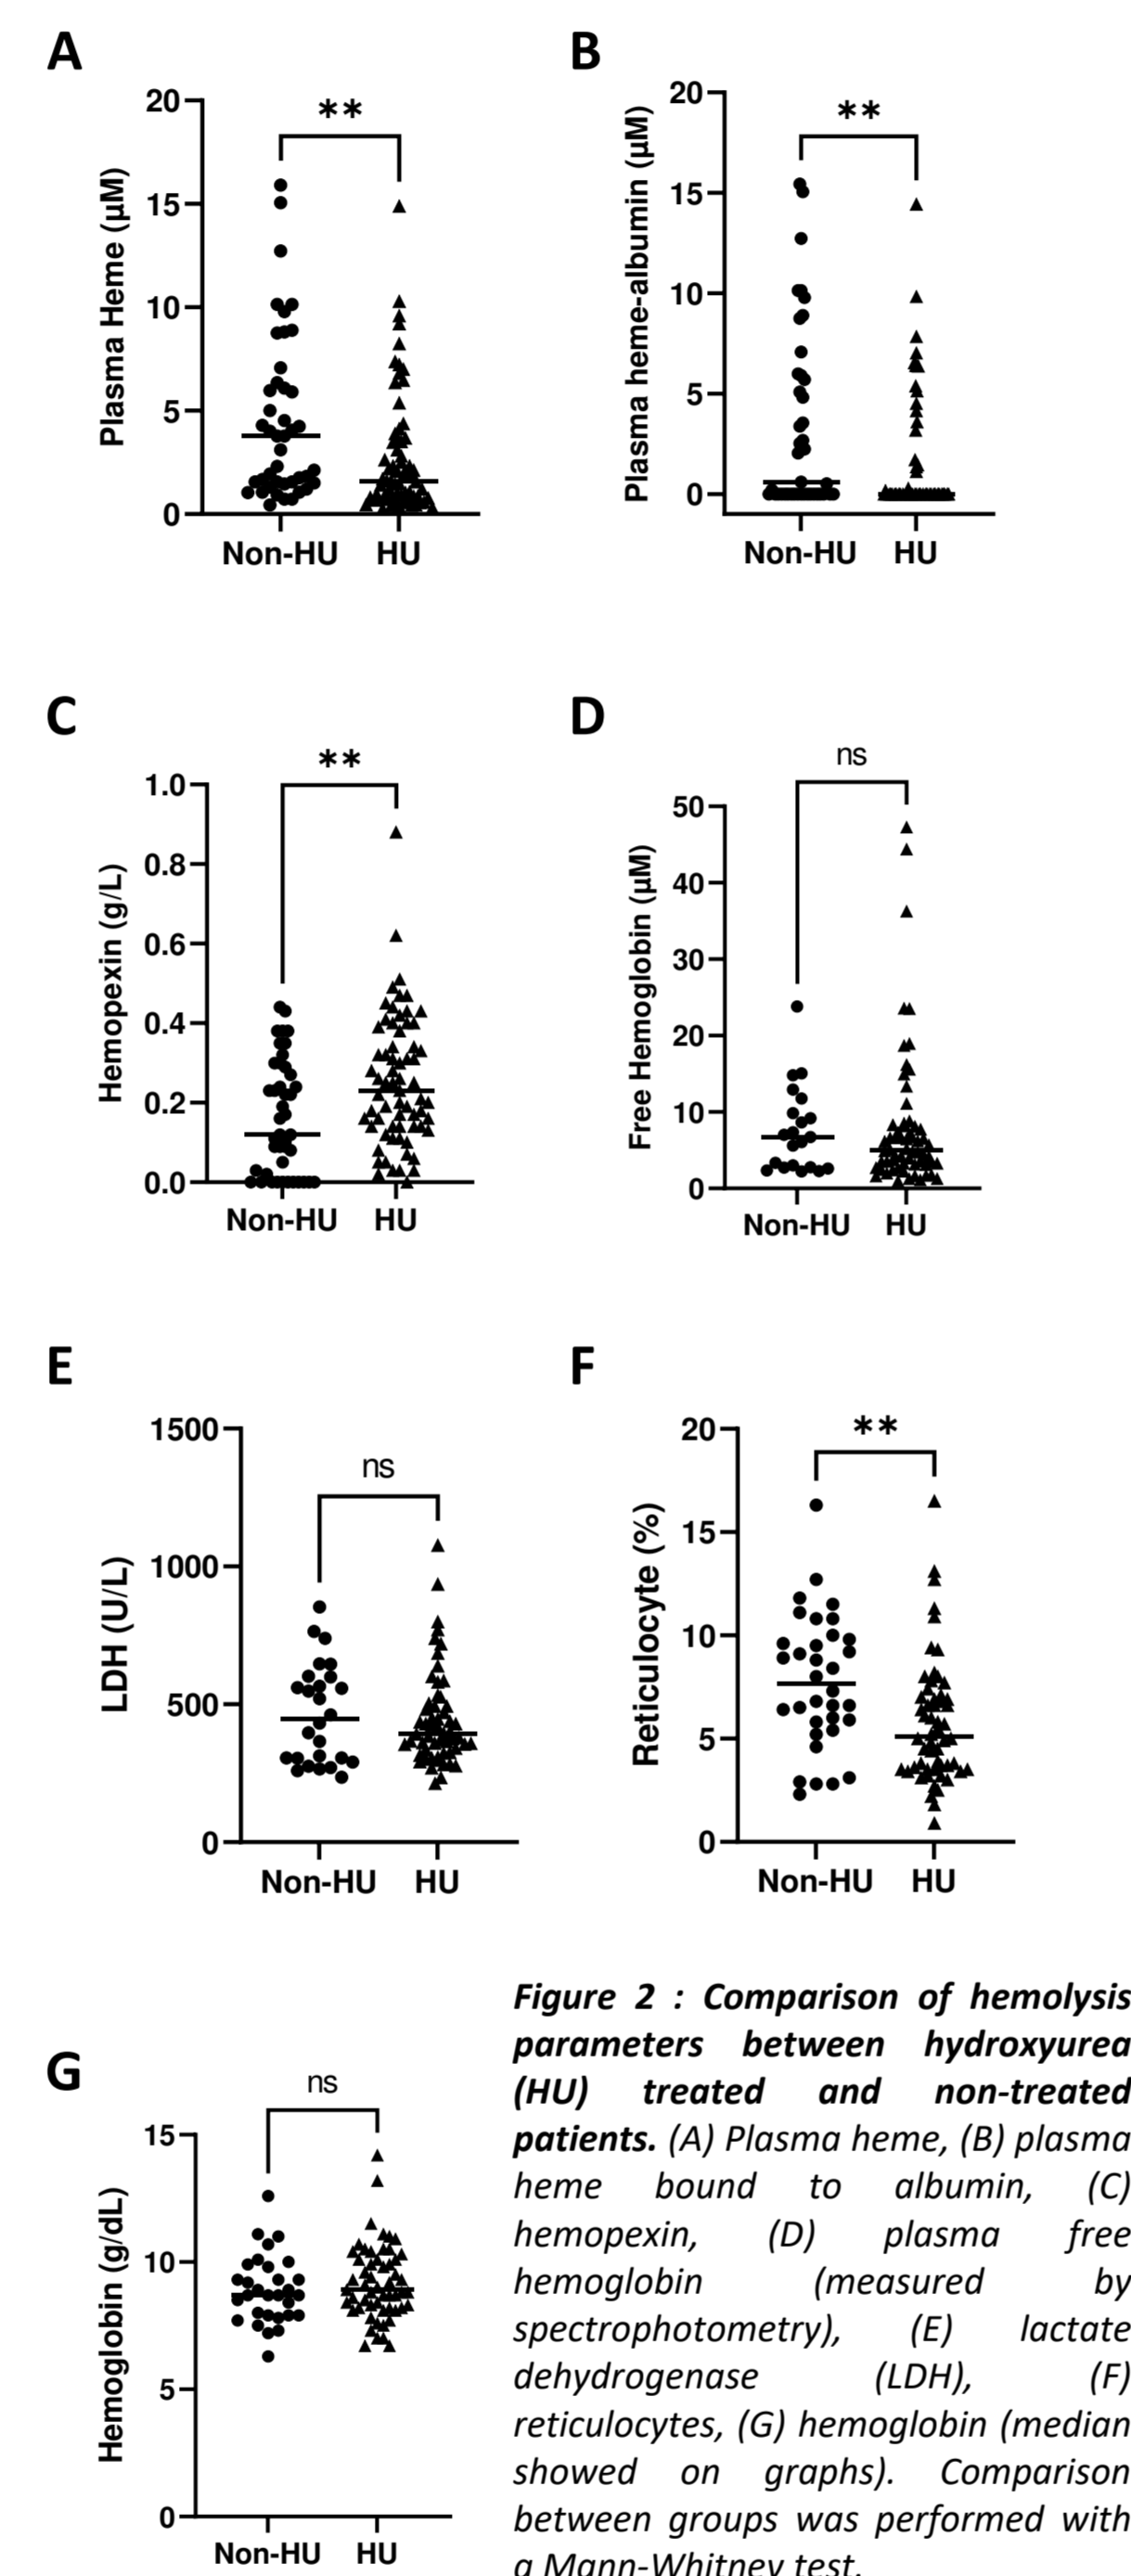 A
B
**
20
15
10
5
0
Plasma Heme (µM)
Non-HU
HU
**
20
15
10
5
0
Plasma heme-albumin (µM)
Non-HU
HU
C
D
**
1.0
0.8
0.6
0.4
0.2
0.0
Hemopexin (g/L)
Non-HU
HU
ns
50
40
30
20
10
0
Free Hemoglobin (µM)
Non-HU
HU
E
F
ns
1500
1000
500
0
LDH (U/L)
Non-HU
HU
**
20
15
10
5
0
Reticulocyte (%)
Non-HU
HU
G
ns
15
10
5
0
Hemoglobin (g/dL)
Non-HU
HU
Figure 2 : Comparison of hemolysis
parameters between hydroxyurea
(HU) treated and non-treated
patients. (A) Plasma heme, (B) plasma
heme bound to albumin, (C)
hemopexin, (D) plasma free
hemoglobin (measured by
spectrophotometry), (E) lactate
dehydrogenase (LDH), (F)
reticulocytes, (G) hemoglobin (median
showed on graphs). Comparison
between groups was performed with
a Mann-Whitney test.